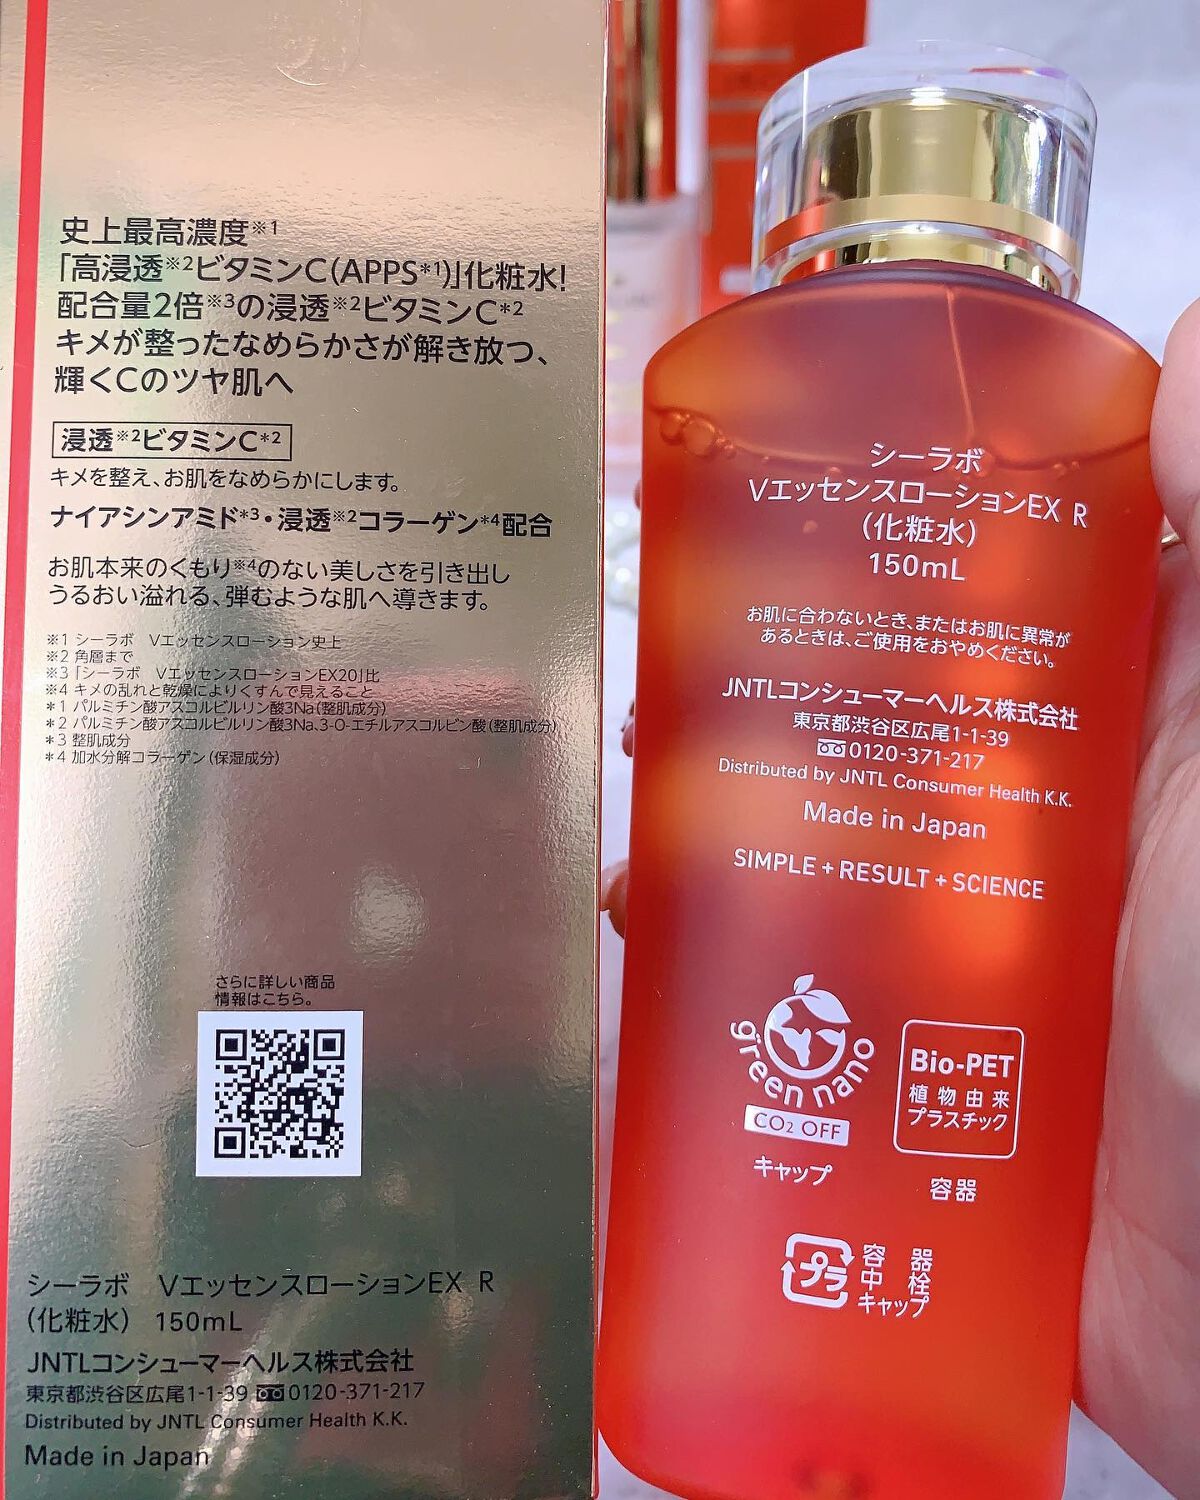 史上最高濃度※1
「高浸透※2ビタミンC(APPS*1)」化粧水!
配合量2倍※3の浸透※2ビタミンC*2
キメが整ったなめらかさが解き放つ、
輝くCのツヤ肌へ
浸透※2ビタミンC*2
キメを整え、お肌をなめらかにします。
ナイアシンアミド*3・浸透※2コラーゲン*4配合
お肌本来のくもり※4のない美しさを引き出し
うるおい溢れる、弾むような肌へ導きます。
※1 シーラボ Vエッセンスローション史上
※2 角層まで
※3「シーラボ VエッセンスローションEX20」比
※4 キメの乱れと乾燥によりくすんで見えること
*1 パルミチン酸アスコルビルリン酸3Na(整肌成分)
*2 パルミチン酸アスコルビルリン酸3Na、3-O-エチルアスコルビン酸(整肌成分)
*3 整肌成分
*4 加水分解コラーゲン(保湿成分)
さらに詳しい商品
情報はこちら。
シーラボ VエッセンスローションEX R
(化粧水) 150mL
JNTLコンシューマーヘルス株式会社
東京都渋谷区広尾1-1-39 0120-371-217
Distributed by JNTL Consumer Health K.K.
Made in Japan
シーラボ
VエッセンスローションEX R
(化粧水)
150mL
お肌に合わないとき、またはお肌に異常が
あるときは、ご使用をおやめください。
JNTLコンシューマーヘルス株式会社
東京都渋谷区広尾1-1-39
0120-371-217
Distributed by JNTL Consumer Health K.K.
Made in Japan
SIMPLE + RESULT + SCIENCE
green nano
CO2 OFF
キャップ
Bio-PET
植物由来
プラスチック
容器
プラ
容器
中栓
キャップ